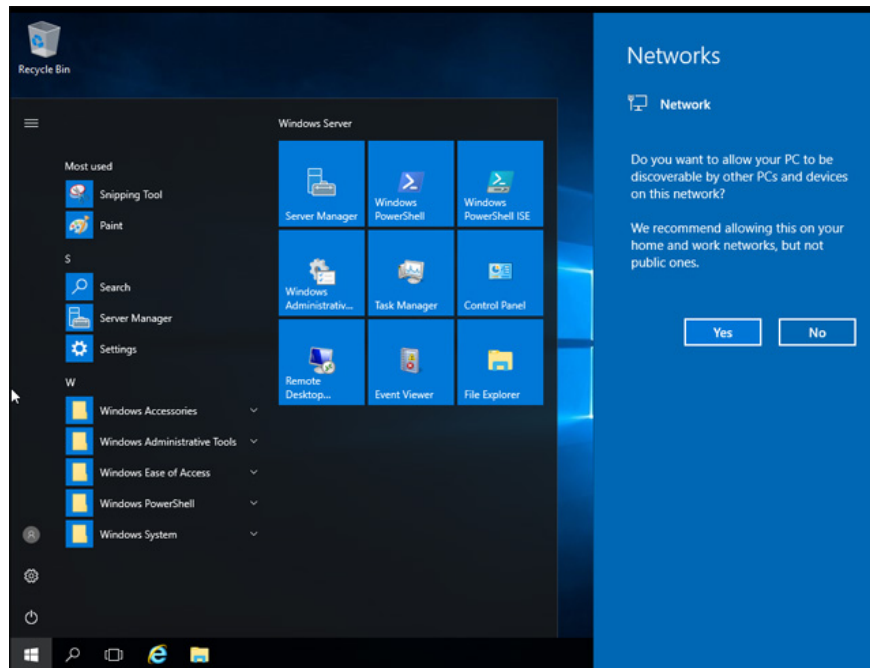 Recycle Bin
Most used
Snipping Tool
Paint
S
Search
Server Manager
Settings
W
Windows Accessories
Windows Administrative Tools
Windows Ease of Access
Windows PowerShell
Windows System
Windows Server
Server Manager
Windows
PowerShell
Windows
PowerShell ISE
Windows
Administrativ...
Task Manager
Control Panel
Remote
Desktop...
Event Viewer
File Explorer
Networks
Network
Do you want to allow your PC to be
discoverable by other PCs and devices
on this network?
We recommend allowing this on your
home and work networks, but not
public ones.
Yes
No